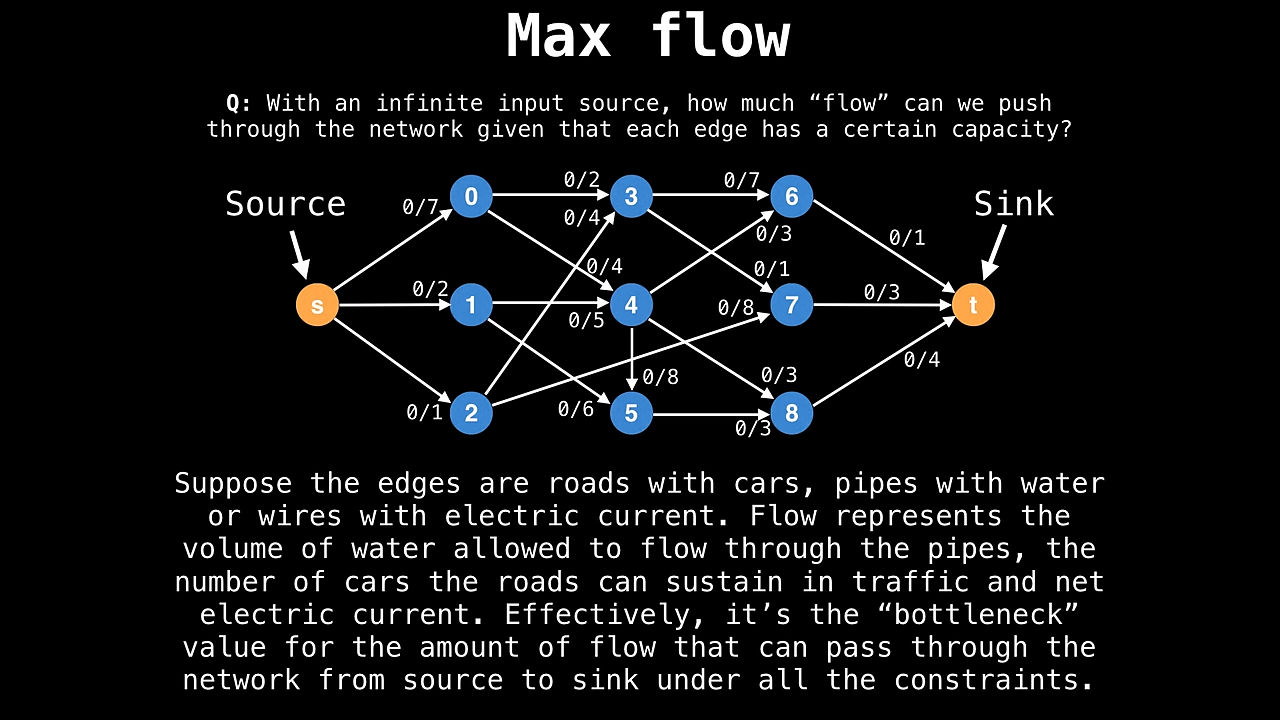 Max flow
Q: With an infinite input source, how much “flow” can we push
through the network given that each edge has a certain capacity?
Source
Sink
0/7
0
0/2
3
0/7
6
0/4
0/3
0/1
0/4
0/1
s
0/2
1
0/5
4
0/8
7
0/3
t
0/1
2
0/6
0/8
5
0/3
0/3
8
0/4
Suppose the edges are roads with cars, pipes with water
or wires with electric current. Flow represents the
volume of water allowed to flow through the pipes, the
number of cars the roads can sustain in traffic and net
electric current. Effectively, it’s the “bottleneck”
value for the amount of flow that can pass through the
network from source to sink under all the constraints.